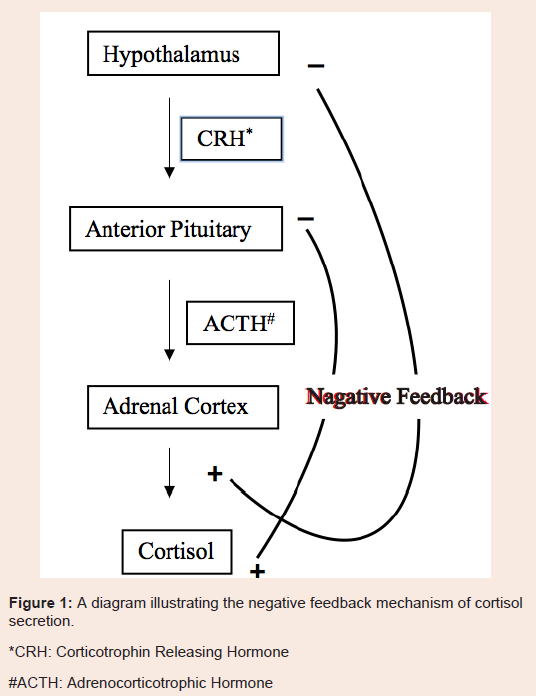 Hypothalamus
–
CRH*
Anterior Pituitary
–
ACTH#
Nagative Feedback
Adrenal Cortex
+
Cortisol
+
Figure 1: A diagram illustrating the negative feedback mechanism of cortisol
secretion.
*CRH: Corticotrophin Releasing Hormone
#ACTH: Adrenocorticotrophic Hormone